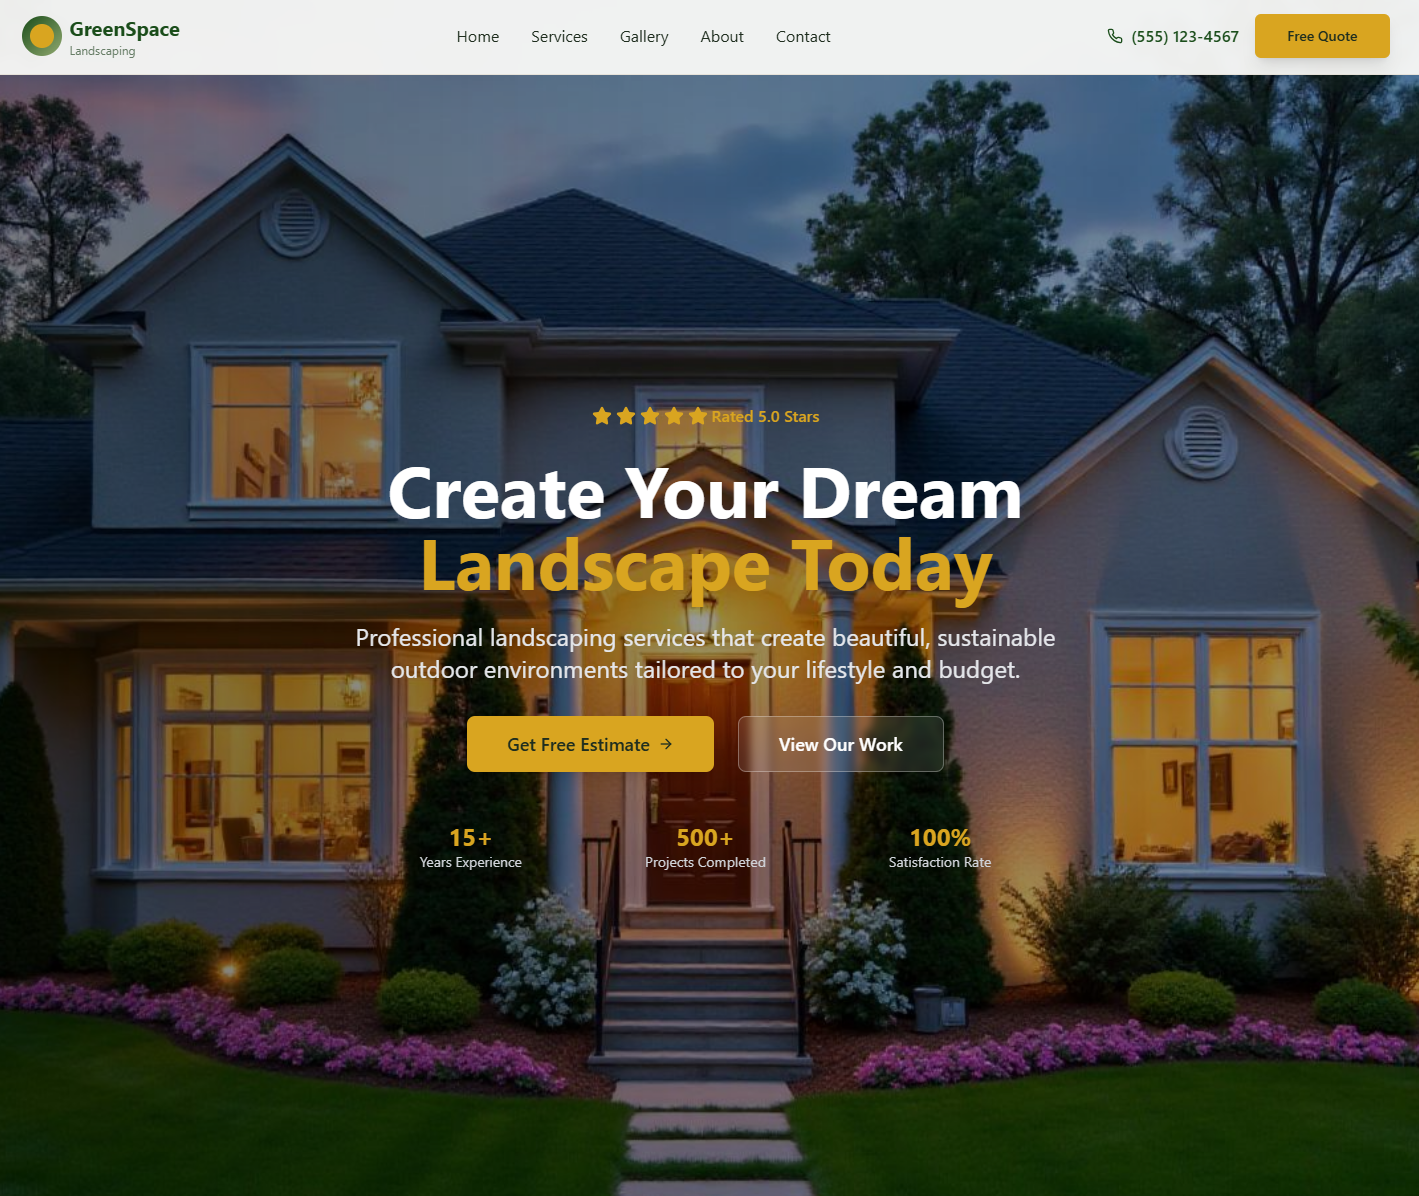 GreenSpace
Landscaping
Home Services Gallery About Contact
(555) 123-4567
Free Quote
Rated 5.0 Stars
Create Your Dream
Landscape Today
Professional landscaping services that create beautiful, sustainable
outdoor environments tailored to your lifestyle and budget.
Get Free Estimate →
View Our Work
15+
Years Experience
500+
Projects Completed
100%
Satisfaction Rate